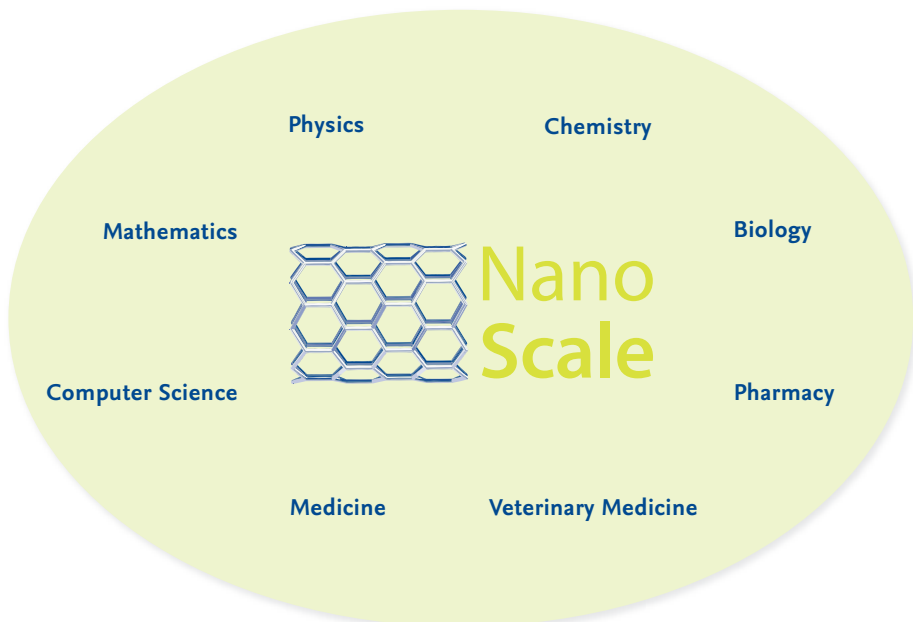 Physics
Chemistry
Mathematics
Biology
Nano
Scale
Computer Science
Pharmacy
Medicine
Veterinary Medicine